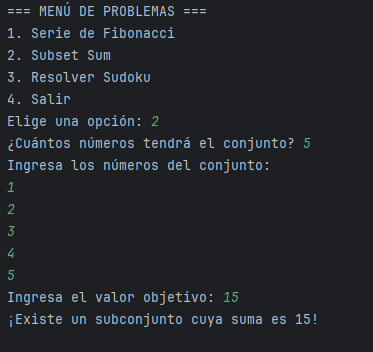 === MENÚ DE PROBLEMAS ===
1. Serie de Fibonacci
2. Subset Sum
3. Resolver Sudoku
4. Salir
Elige una opción: 2
¿Cuántos números tendrá el conjunto? 5
Ingresa los números del conjunto:
1
2
3
4
5
Ingresa el valor objetivo: 15
¡Existe un subconjunto cuya suma es 15!